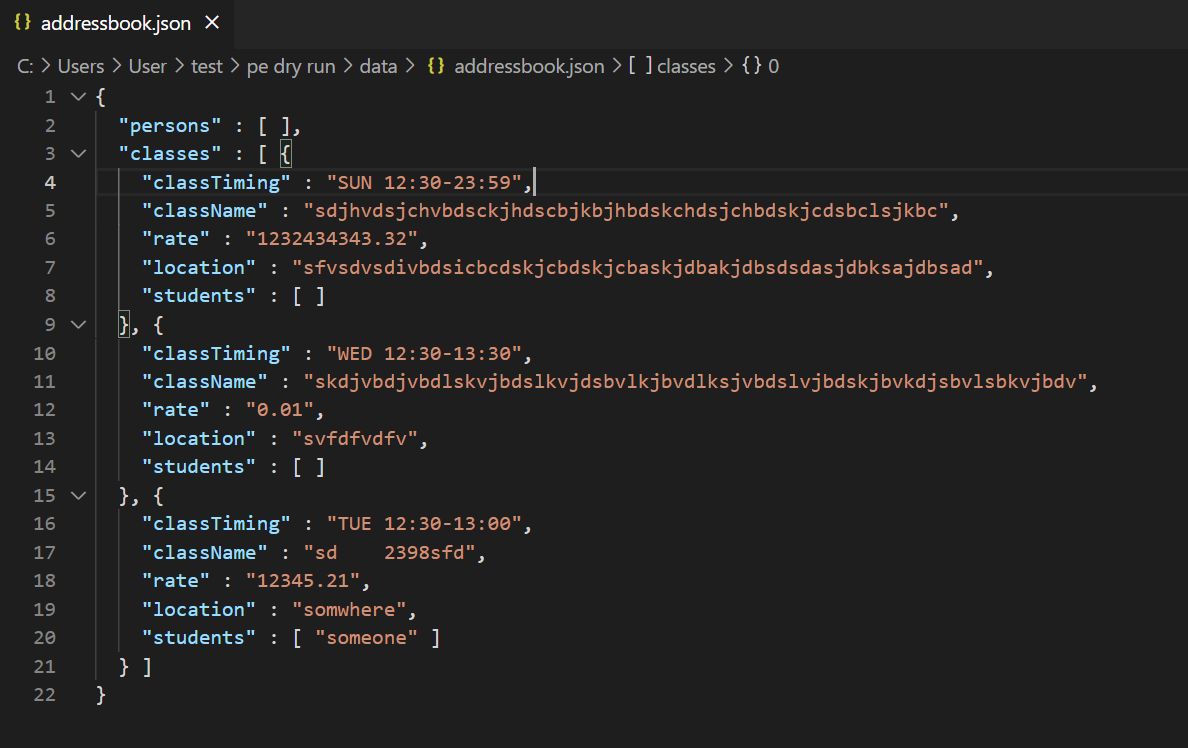 {} addressbook.json ×
C: > Users > User > test > pe dry run > data > {} addressbook.json > [ ] classes > {} 0
1 {
2 "persons" : [ ],
3 "classes" : [ {
4 "classTiming" : "SUN 12:30-23:59",
5 "className" : "sdjhvdsjchvbdsckjhdscbjkbjhbdskchdsjchbdskjcdsbclsjkbc",
6 "rate" : "1232434343.32",
7 "location" : "sfvsdvsdivbdsicbcdskjcbdskjcbaskjdbakjdbsdsdasjdbksajdbsad",
8 "students" : [ ]
9 }, {
10 "classTiming" : "WED 12:30-13:30",
11 "className" : "skdjvbdjvbdlskvjbdslkvjdsbvlkjbvdlksjvbdslvjbdskjbvkdjsbvlsbkvjbdv",
12 "rate" : "0.01",
13 "location" : "svfdfvdfv",
14 "students" : [ ]
15 }, {
16 "classTiming" : "TUE 12:30-13:00",
17 "className" : "sd    2398sfd",
18 "rate" : "12345.21",
19 "location" : "somwhere",
20 "students" : [ "someone" ]
21 } ]
22 }